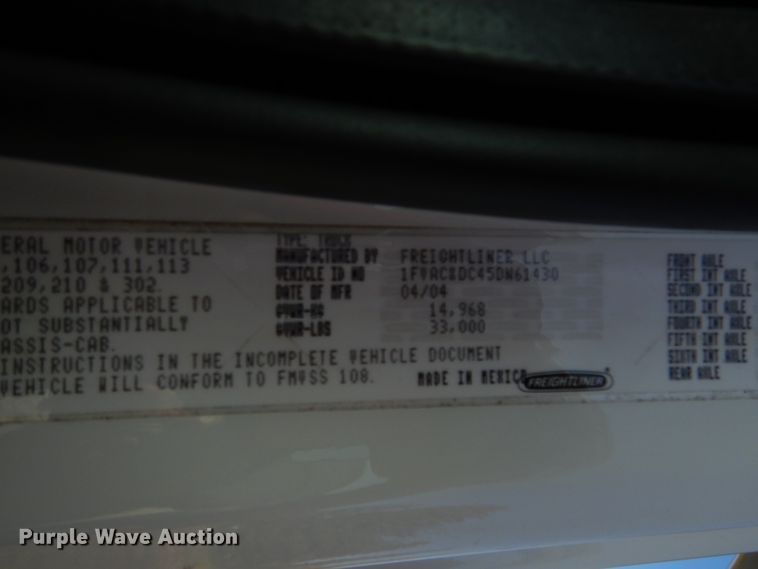 ERAL MOTOR VEHICLE
,106,107,111,113
209,210 & 302.
ARDS APPLICABLE TO
OT SUBSTANTIALLY
ASSIS-CAB.
INSTRUCTIONS IN THE INCOMPLETE VEHICLE DOCUMENT
VEHICLE WILL CONFORM TO FMVSS 108.
TYPE: TRUCK
MANUFACTURED BY FREIGHTLINER LLC
VEHICLE ID NO 1FVACXDC45DN61430
DATE OF MFR 04/04
GVWR-KG 14,968
GVWR-LBS 33,000
MADE IN MEXICO
FREIGHTLINER
FRONT AXLE
FIRST INT AXLE
SECOND INT AXLE
THIRD INT AXLE
FOURTH INT AXLE
FIFTH INT AXLE
SIXTH INT AXLE
REAR AXLE
Purple Wave Auction